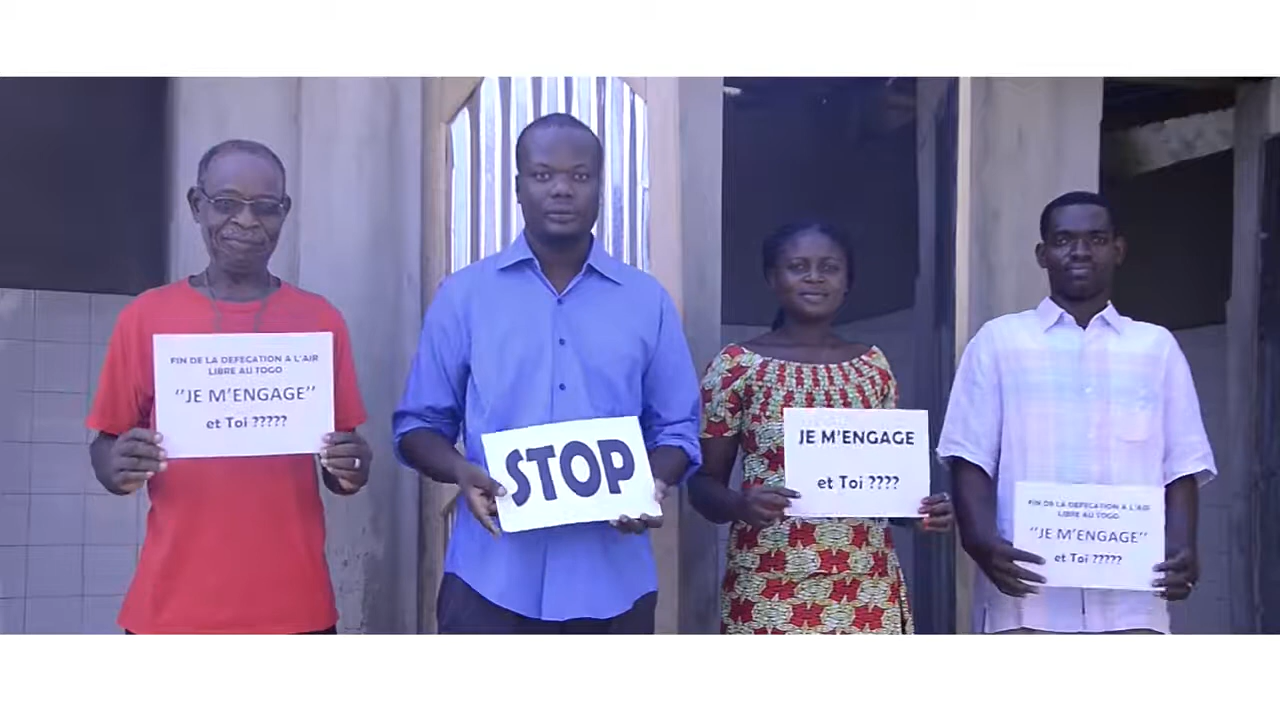 FIN DE LA DEFECATION A L'AIR
LIBRE AU TOGO
‘‘JE M'ENGAGE’’
et Toi ?????
STOP
JE M'ENGAGE
et Toi ????
FIN DE LA DEFECATION A L'AIR
LIBRE AU TOGO
‘‘JE M'ENGAGE’’
et Toi ?????